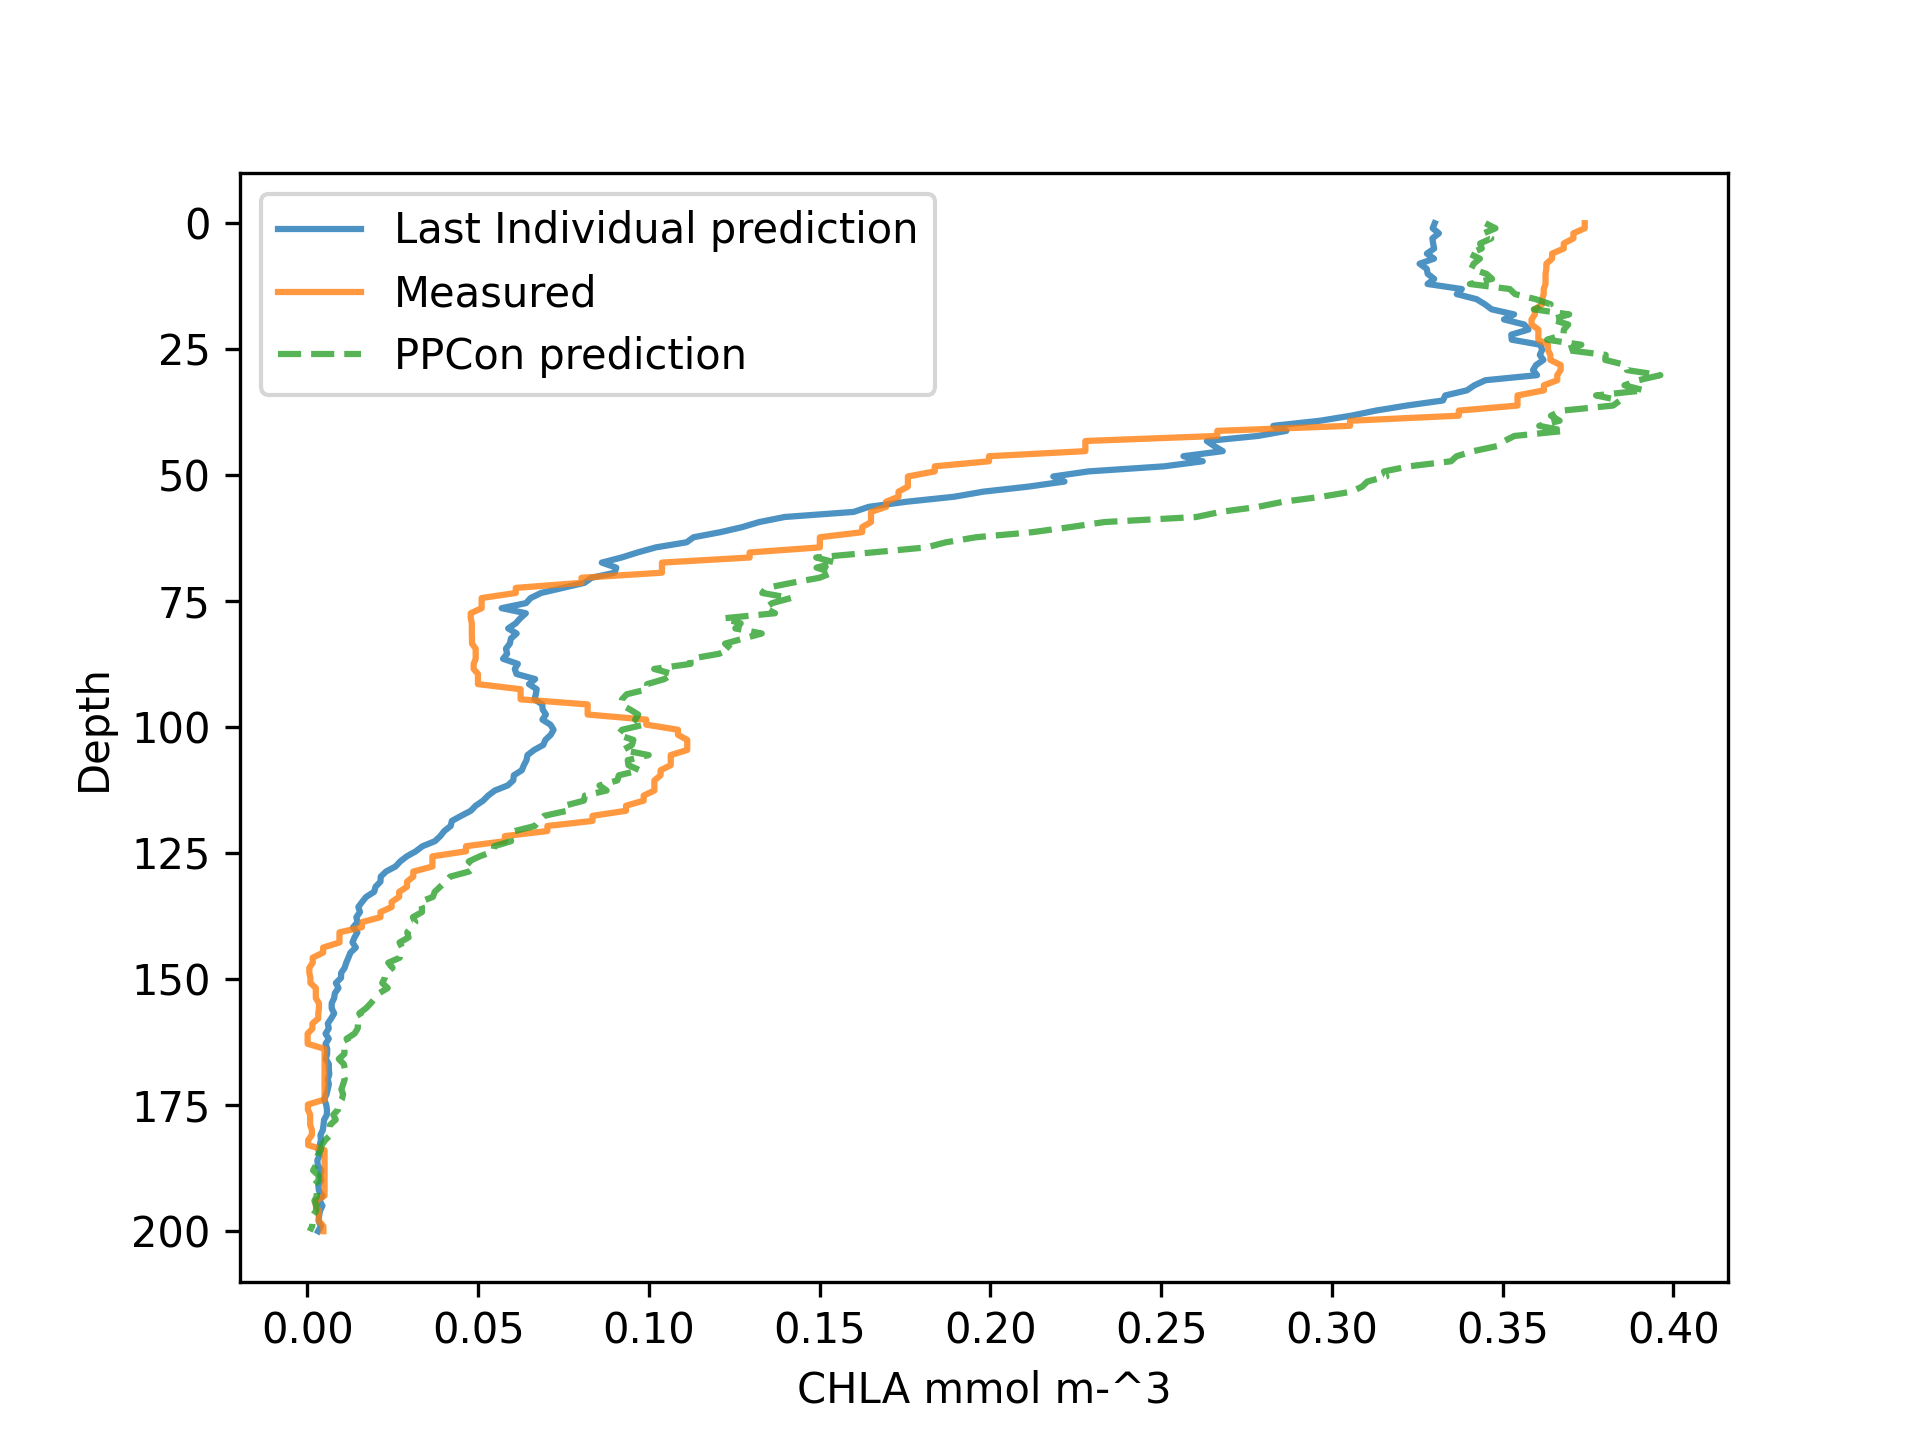 Last Individual prediction
Measured
PPCon prediction
0
25
50
75
100
125
150
175
200
Depth
0.00 0.05 0.10 0.15 0.20 0.25 0.30 0.35 0.40
CHLA mmol m-^3